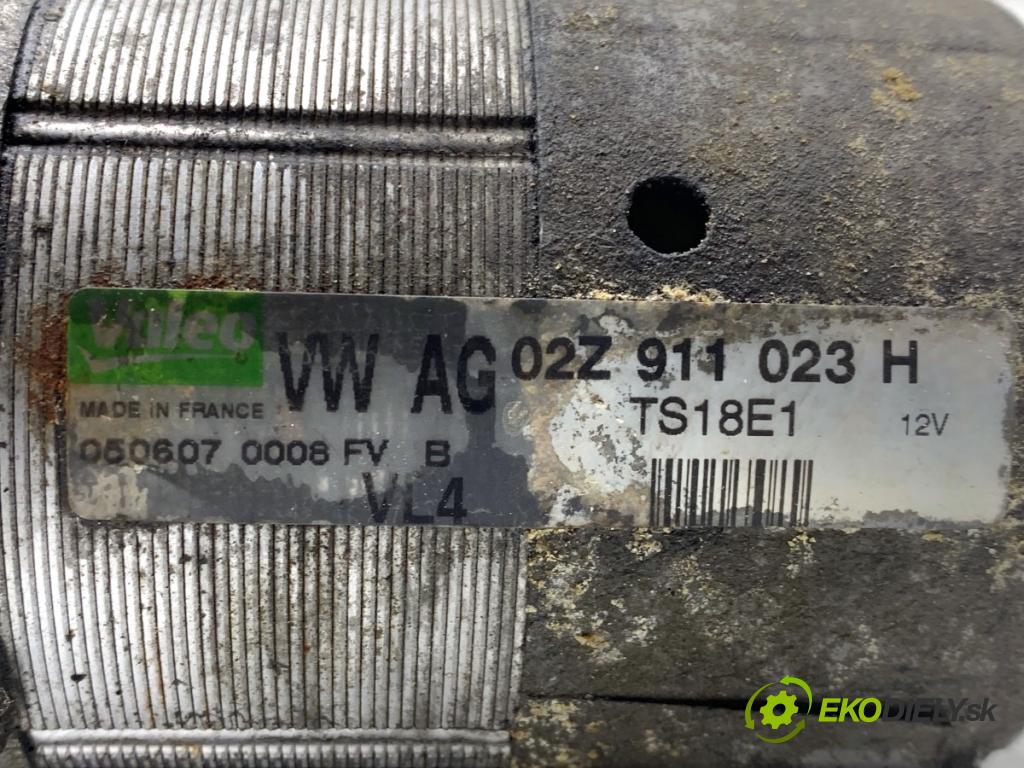 Valeo
VW AG 02Z 911 023 H
MADE IN FRANCE
TS18E1 12V
050607 0008 FV B
VL4
EKODIELY.sk